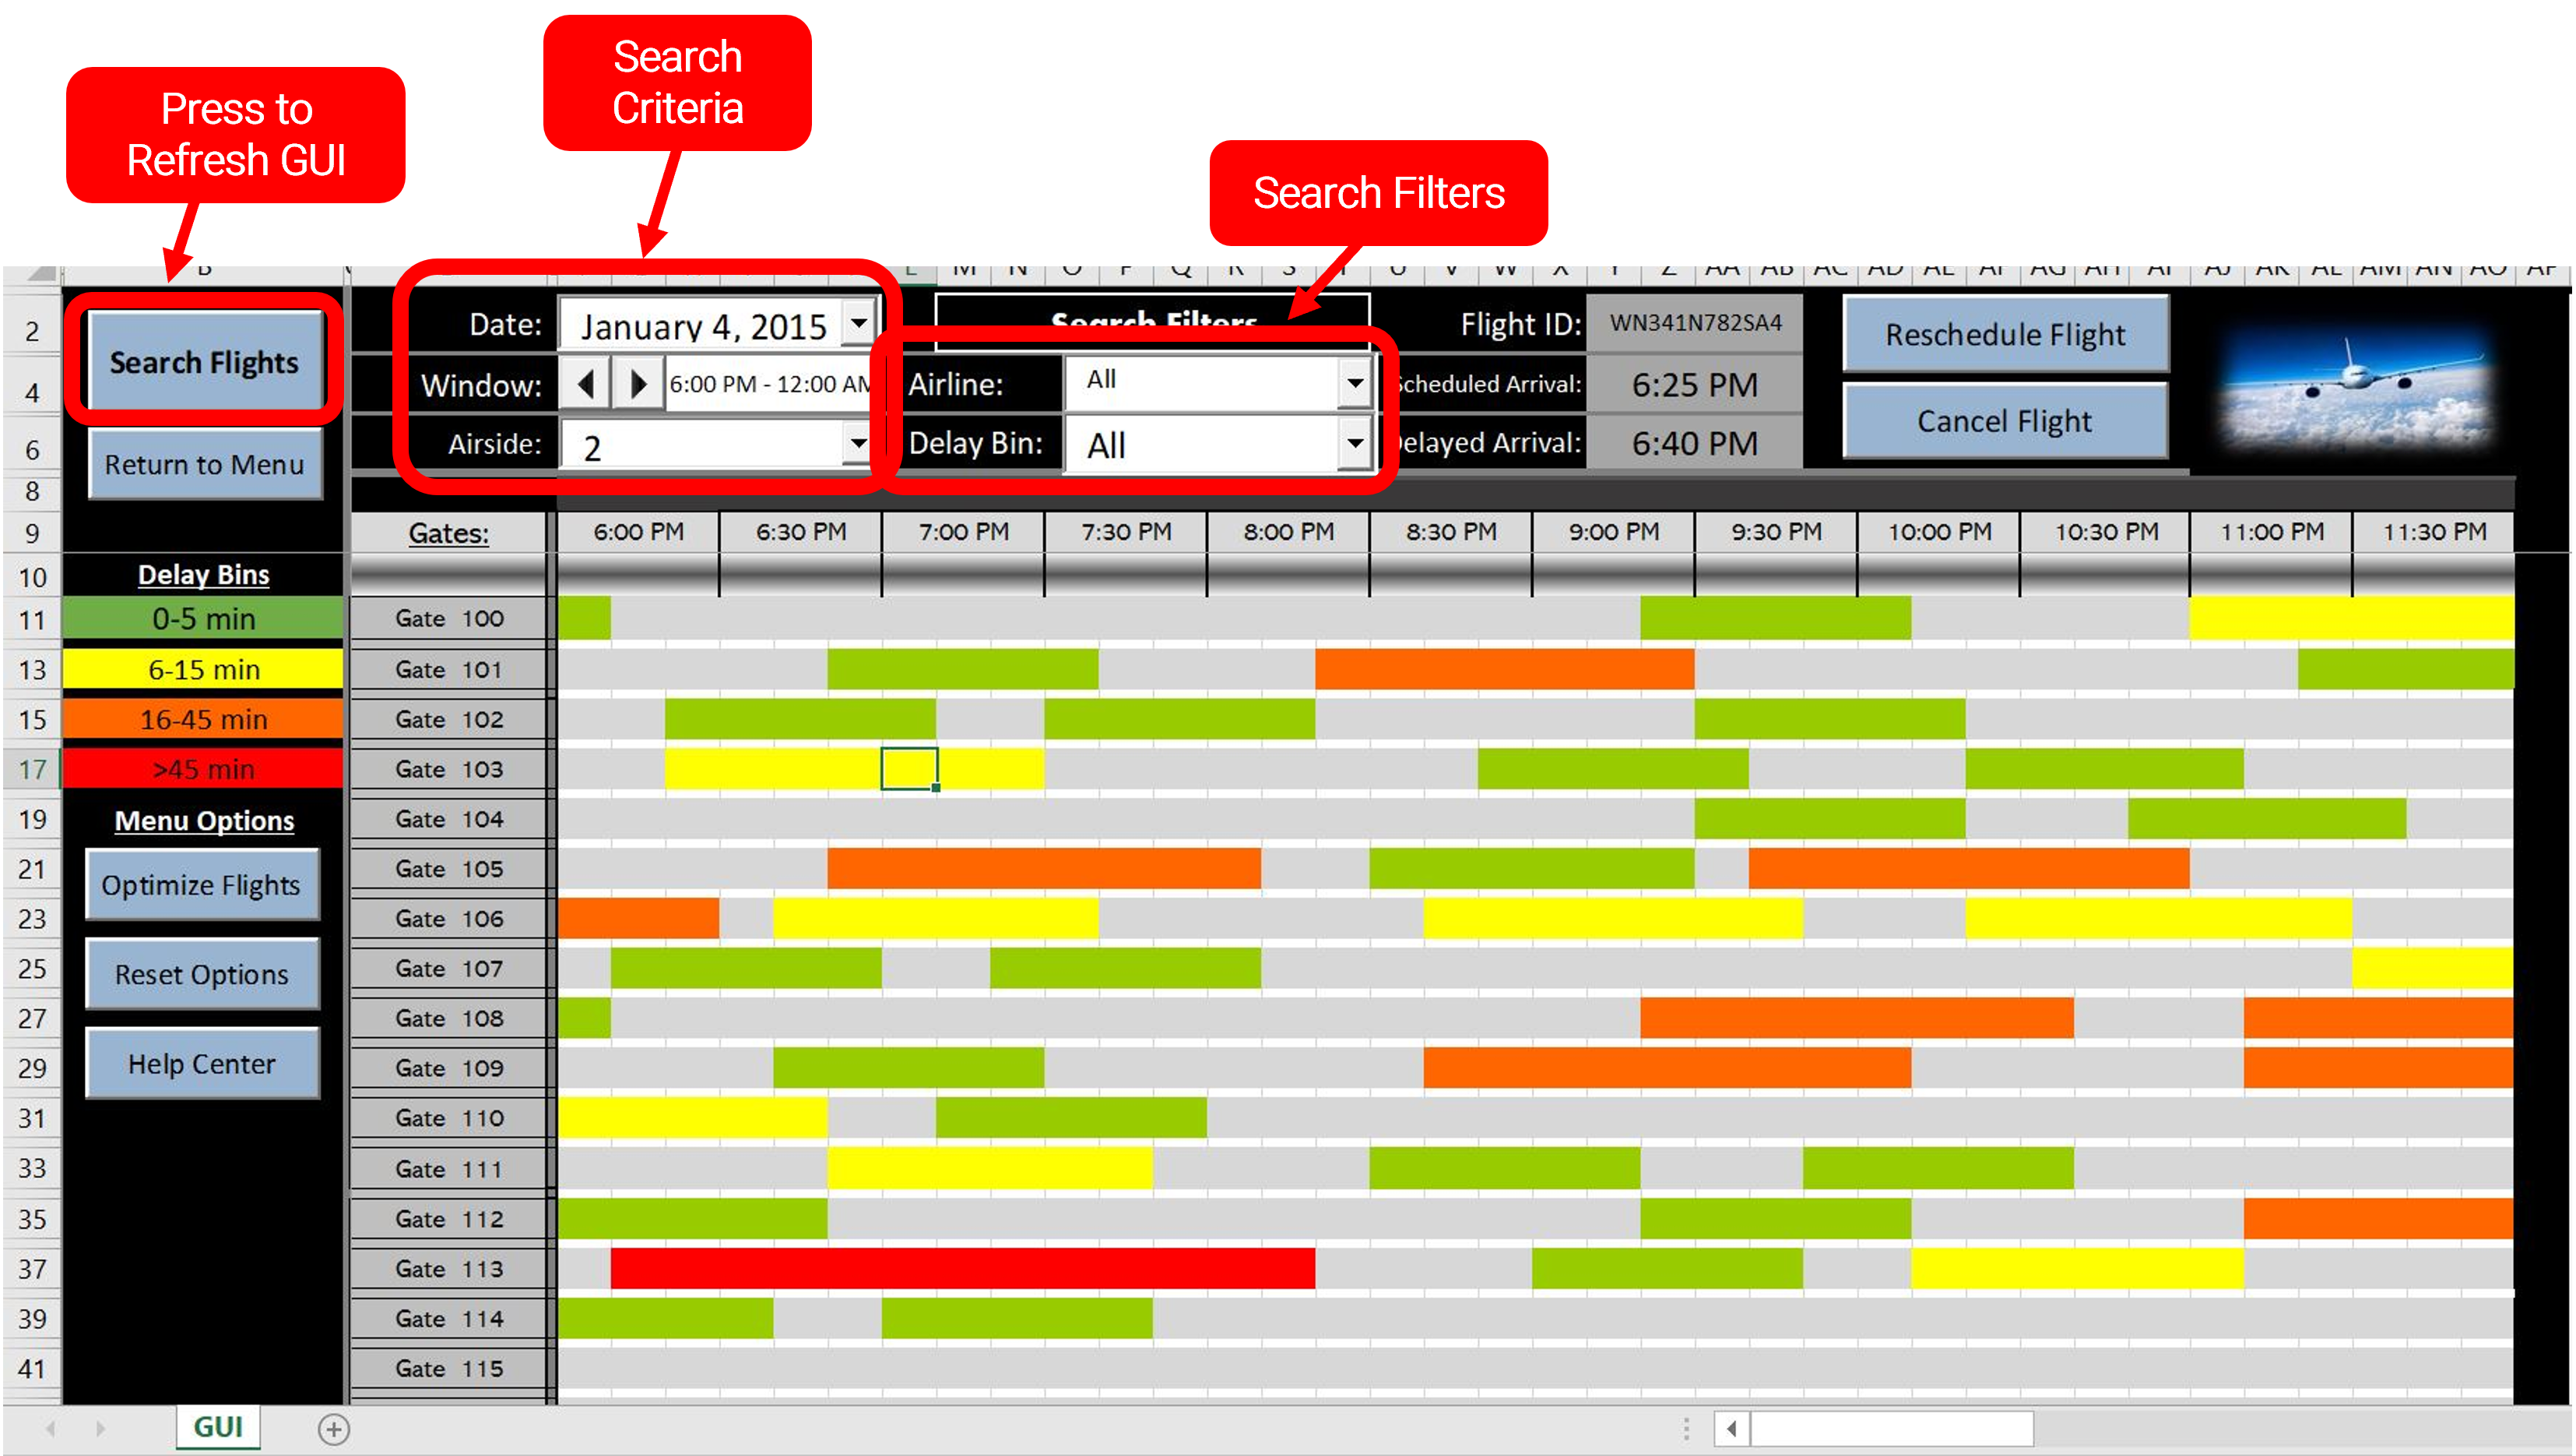 Search
Criteria
Press to
Refresh GUI
Search Filters
B
L M N O P Q R S T U V W X Y Z AA AB AC AD AE AF AG AH AI AJ AK AL AM AN AO AP
2
Search Flights
Date:
January 4, 2015
Search Filters
Flight ID:
WN341N782SA4
Reschedule Flight
4
Window:
6:00 PM - 12:00 AM
Airline:
All
Scheduled Arrival:
6:25 PM
Cancel Flight
6
Return to Menu
Airside:
2
Delay Bin:
All
Delayed Arrival:
6:40 PM
8
9
Gates:
6:00 PM 6:30 PM 7:00 PM 7:30 PM 8:00 PM 8:30 PM 9:00 PM 9:30 PM 10:00 PM 10:30 PM 11:00 PM 11:30 PM
10 Delay Bins
11 0-5 min Gate 100
13 6-15 min Gate 101
15 16-45 min Gate 102
17 >45 min Gate 103
19 Menu Options Gate 104
21 Optimize Flights Gate 105
23 Gate 106
25 Reset Options Gate 107
27 Gate 108
29 Help Center Gate 109
31 Gate 110
33 Gate 111
35 Gate 112
37 Gate 113
39 Gate 114
41 Gate 115
GUI